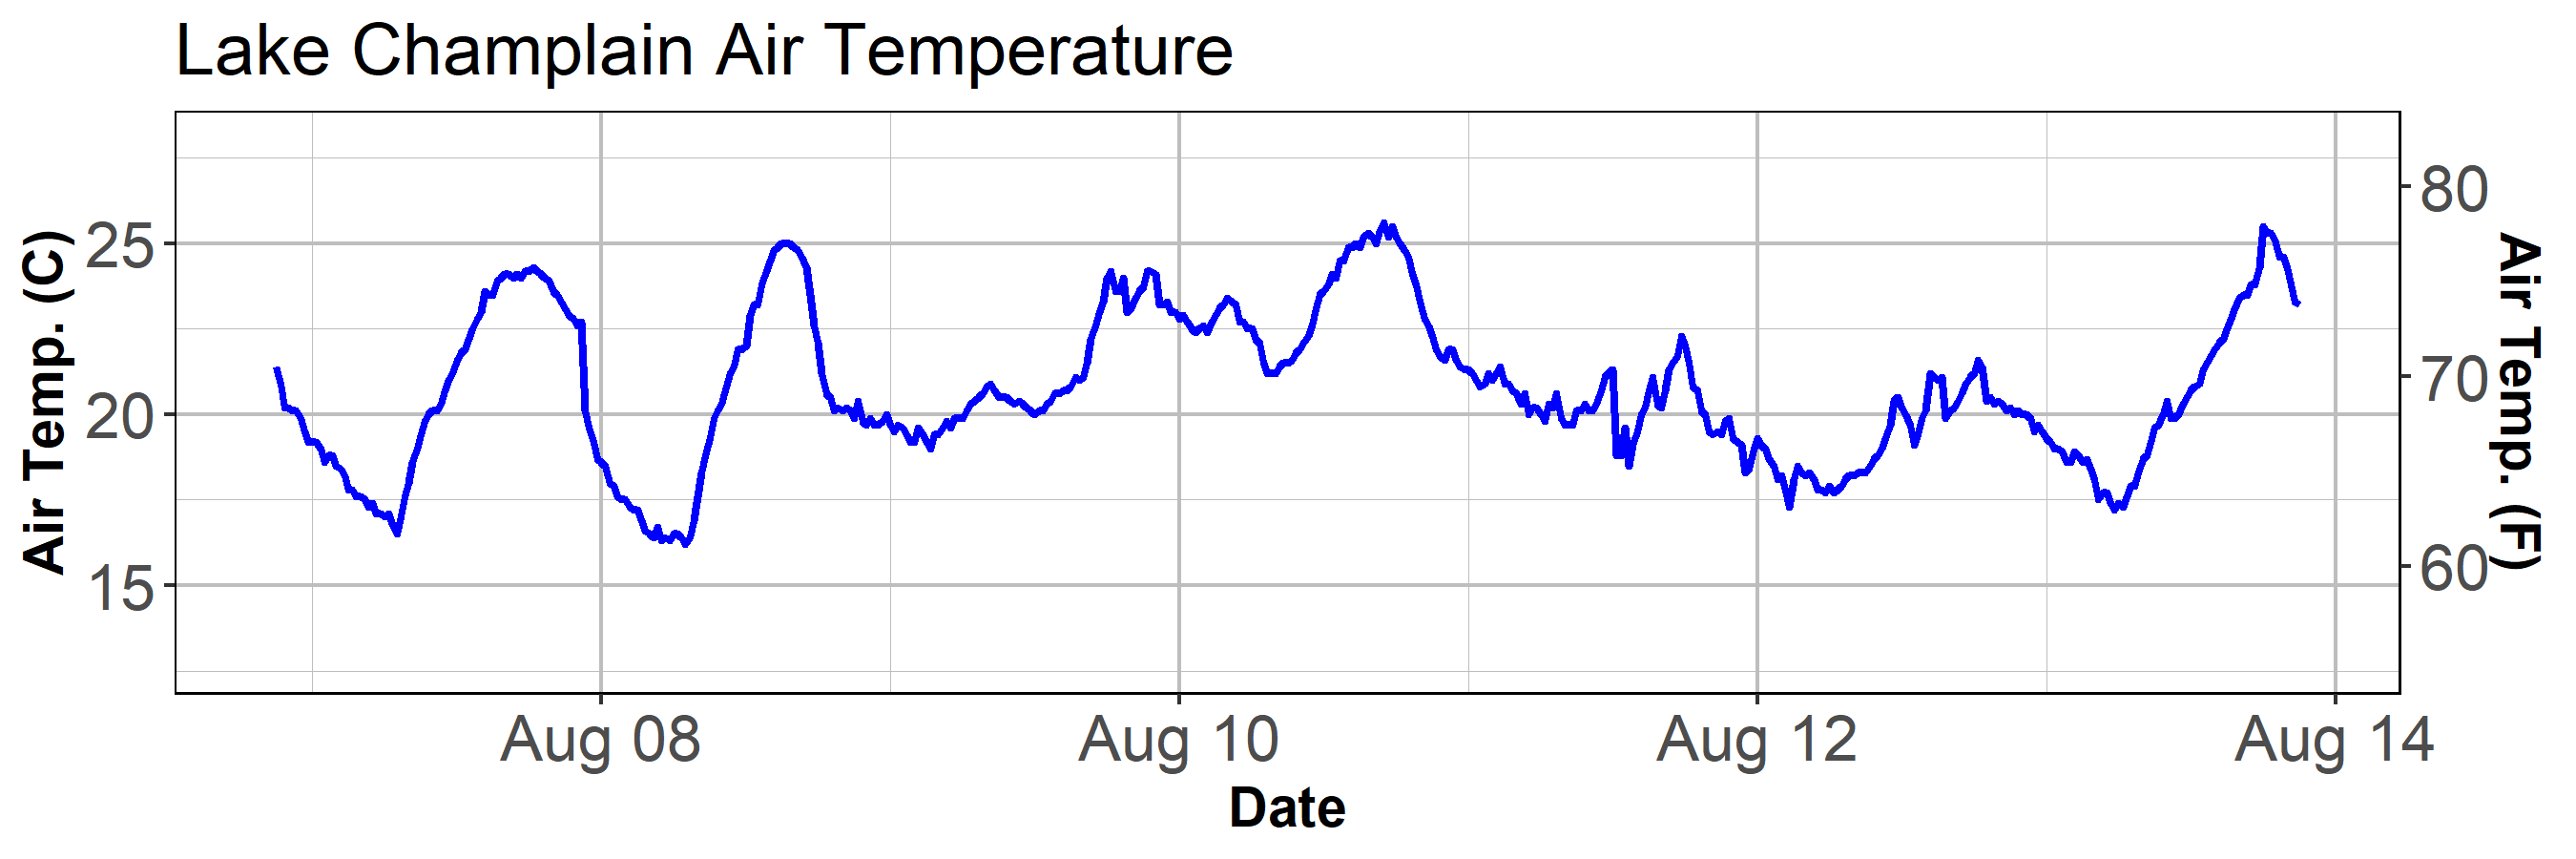 Lake Champlain Air Temperature
Air Temp. (C)
25
20
15
80
70
60
Air Temp. (F)
Aug 08
Aug 10
Aug 12
Aug 14
Date